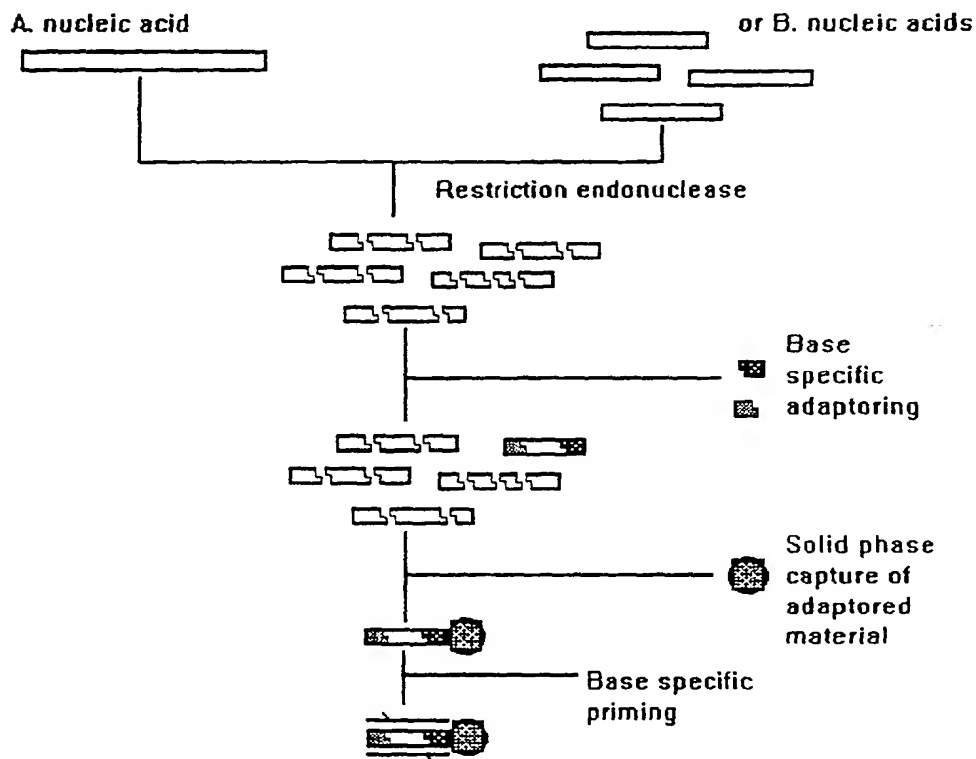 A. nucleic acid
or B. nucleic acids
Restriction endonuclease
Base
specific
adaptoring
Solid phase
capture of
adaptored
material
Base specific
priming